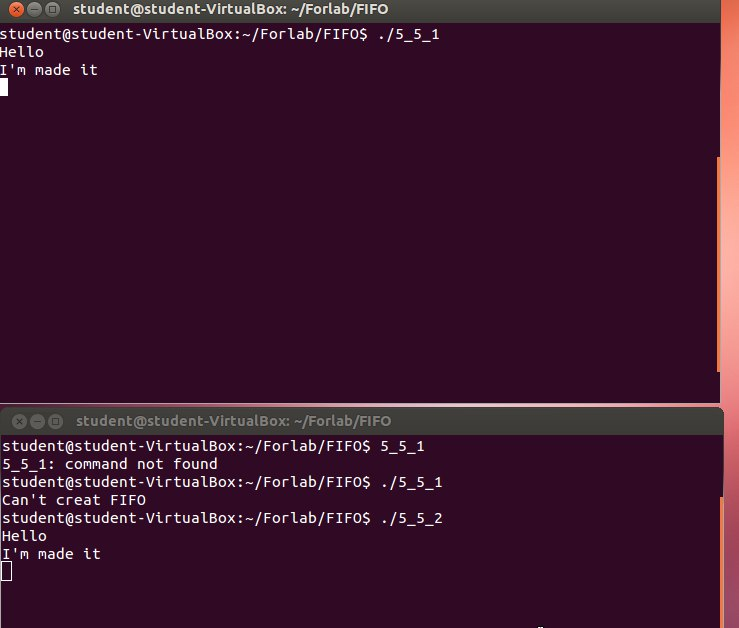 student@student-VirtualBox: ~/Forlab/FIFO
student@student-VirtualBox:~/Forlab/FIFO$ ./5_5_1
Hello
I'm made it
student@student-VirtualBox: ~/Forlab/FIFO
student@student-VirtualBox:~/Forlab/FIFO$ 5_5_1
5_5_1: command not found
student@student-VirtualBox:~/Forlab/FIFO$ ./5_5_1
Can't creat FIFO
student@student-VirtualBox:~/Forlab/FIFO$ ./5_5_2
Hello
I'm made it